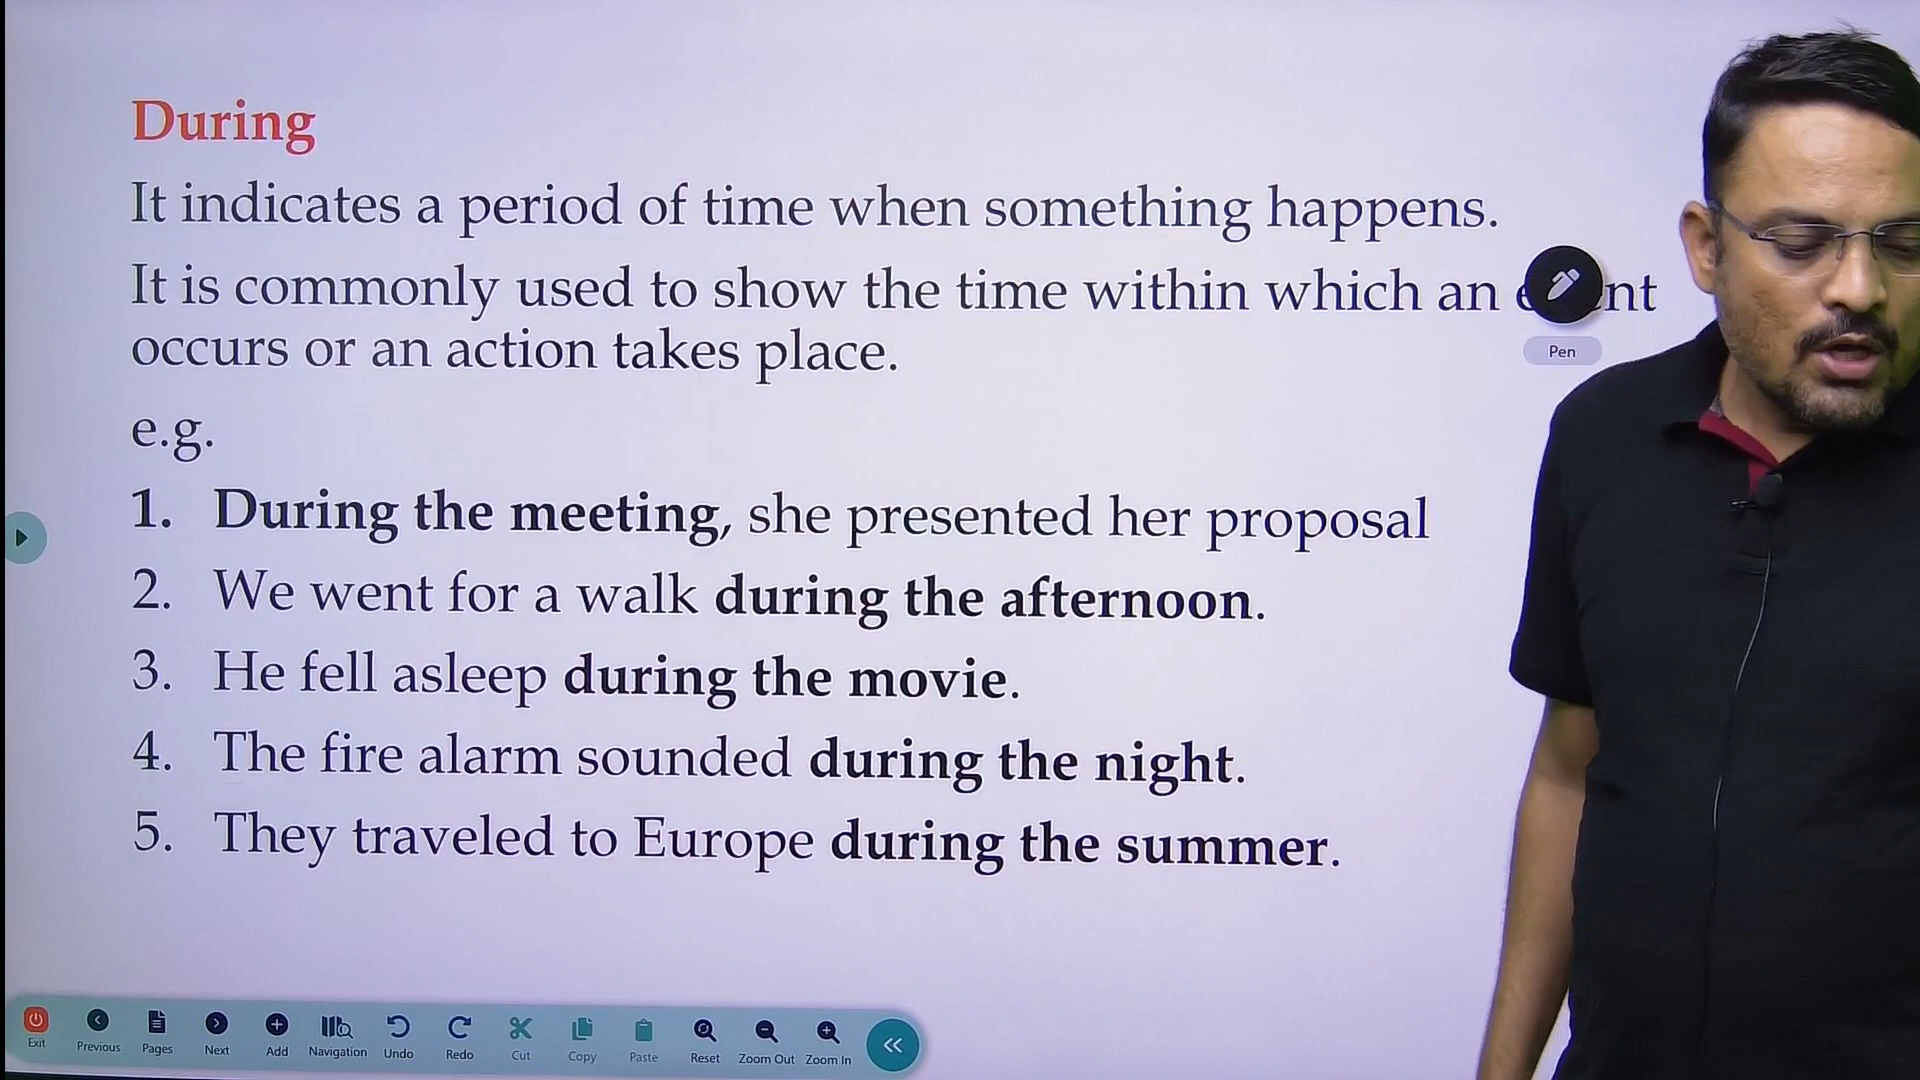 During
It indicates a period of time when something happens.
It is commonly used to show the time within which an
occurs or an action takes place.
e.g.
1. During the meeting, she presented her proposal
2. We went for a walk during the afternoon.
3. He fell asleep during the movie.
4. The fire alarm sounded during the night.
5. They traveled to Europe during the summer.
Pen
Exit Previous Pages Next Add Navigation Undo Redo Cut Copy Paste Reset Zoom Out Zoom In